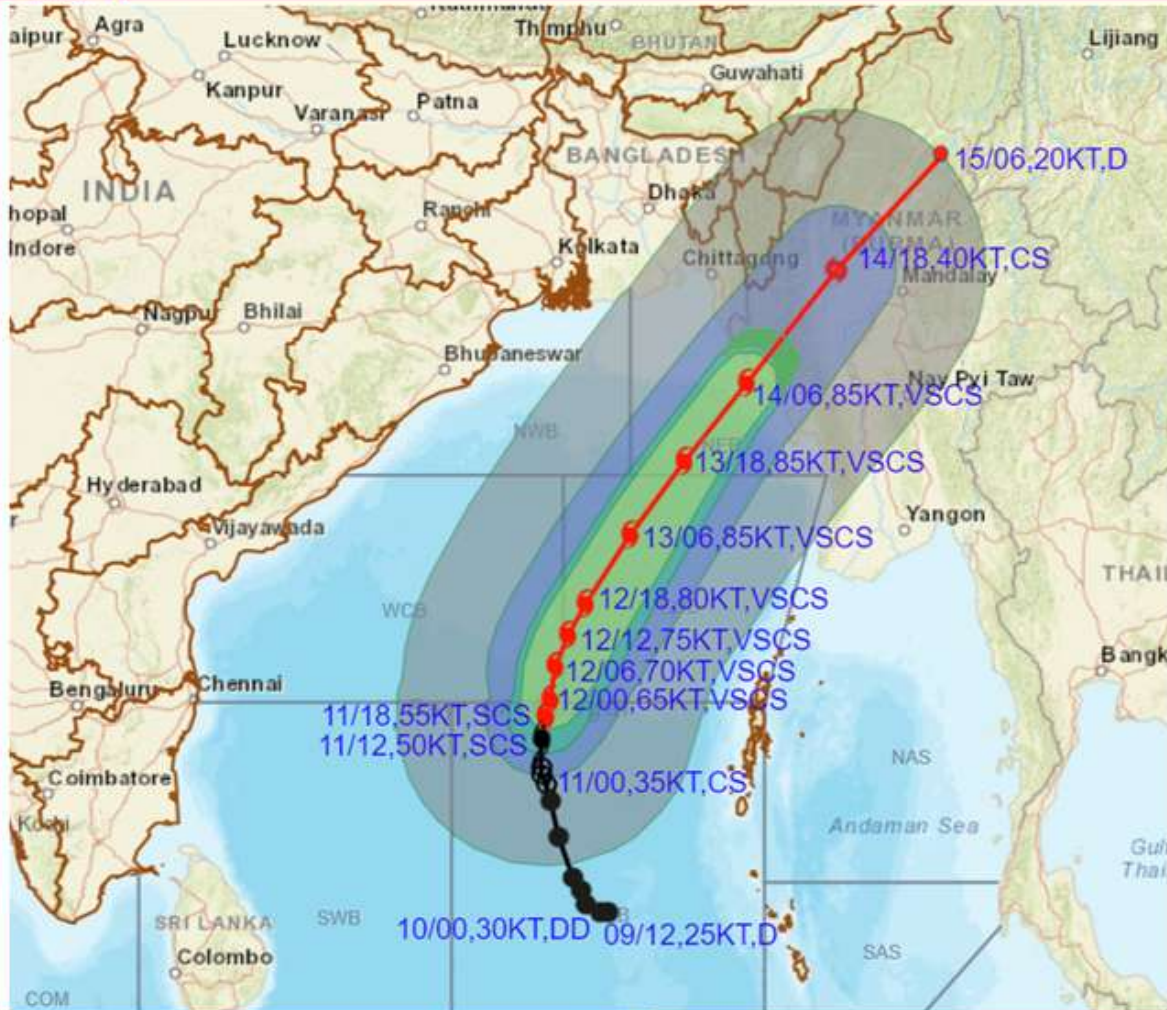 Kathmandu
Thimphu
BHUTAN
aipur
Agra
Lucknow
Lijiang
Kanpur
Guwahati
Patna
Varanasi
BANGLADESH
15/06,20KT,D
INDIA
Dhaka
hopal
Ranchi
MYANMAR
Indore
Kolkata
Chittagong
14/18,40KT,CS
Mandalay
Nagpur
Bhilai
Bhubaneswar
Nay Pyi Taw
14/06,85KT,VSCS
NWB
13/18,85KT,VSCS
Hyderabad
Vijayawada
13/06,85KT,VSCS
Yangon
THAI
WCB
12/18,80KT,VSCS
12/12,75KT,VSCS
12/06,70KT,VSCS
Bangk
Bengaluru
Chennai
12/00,65KT,VSCS
11/18,55KT,SCS
11/12,50KT,SCS
NAS
Coimbatore
11/00,35KT,CS
Kochi
Andaman Sea
Gulf
Thai
SRI LANKA
SWB
10/00,30KT,DD
09/12,25KT,D
Colombo
SAS
COM